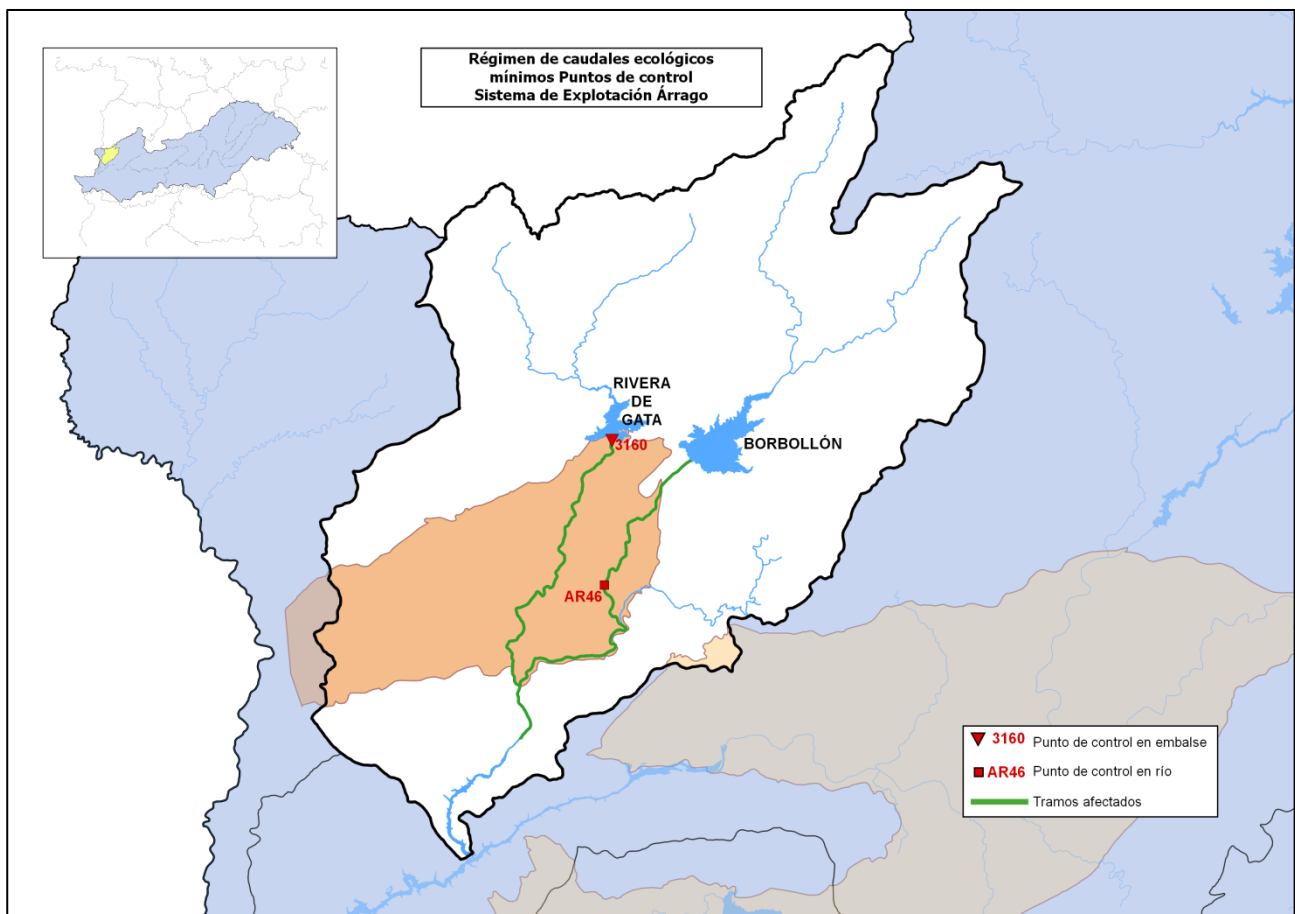 Régimen de caudales ecológicos
mínimos Puntos de control
Sistema de Explotación Árrago
RIVERA
DE
GATA
3160
BORBOLLÓN
AR46
3160 Punto de control en embalse
AR46 Punto de control en río
Tramos afectados